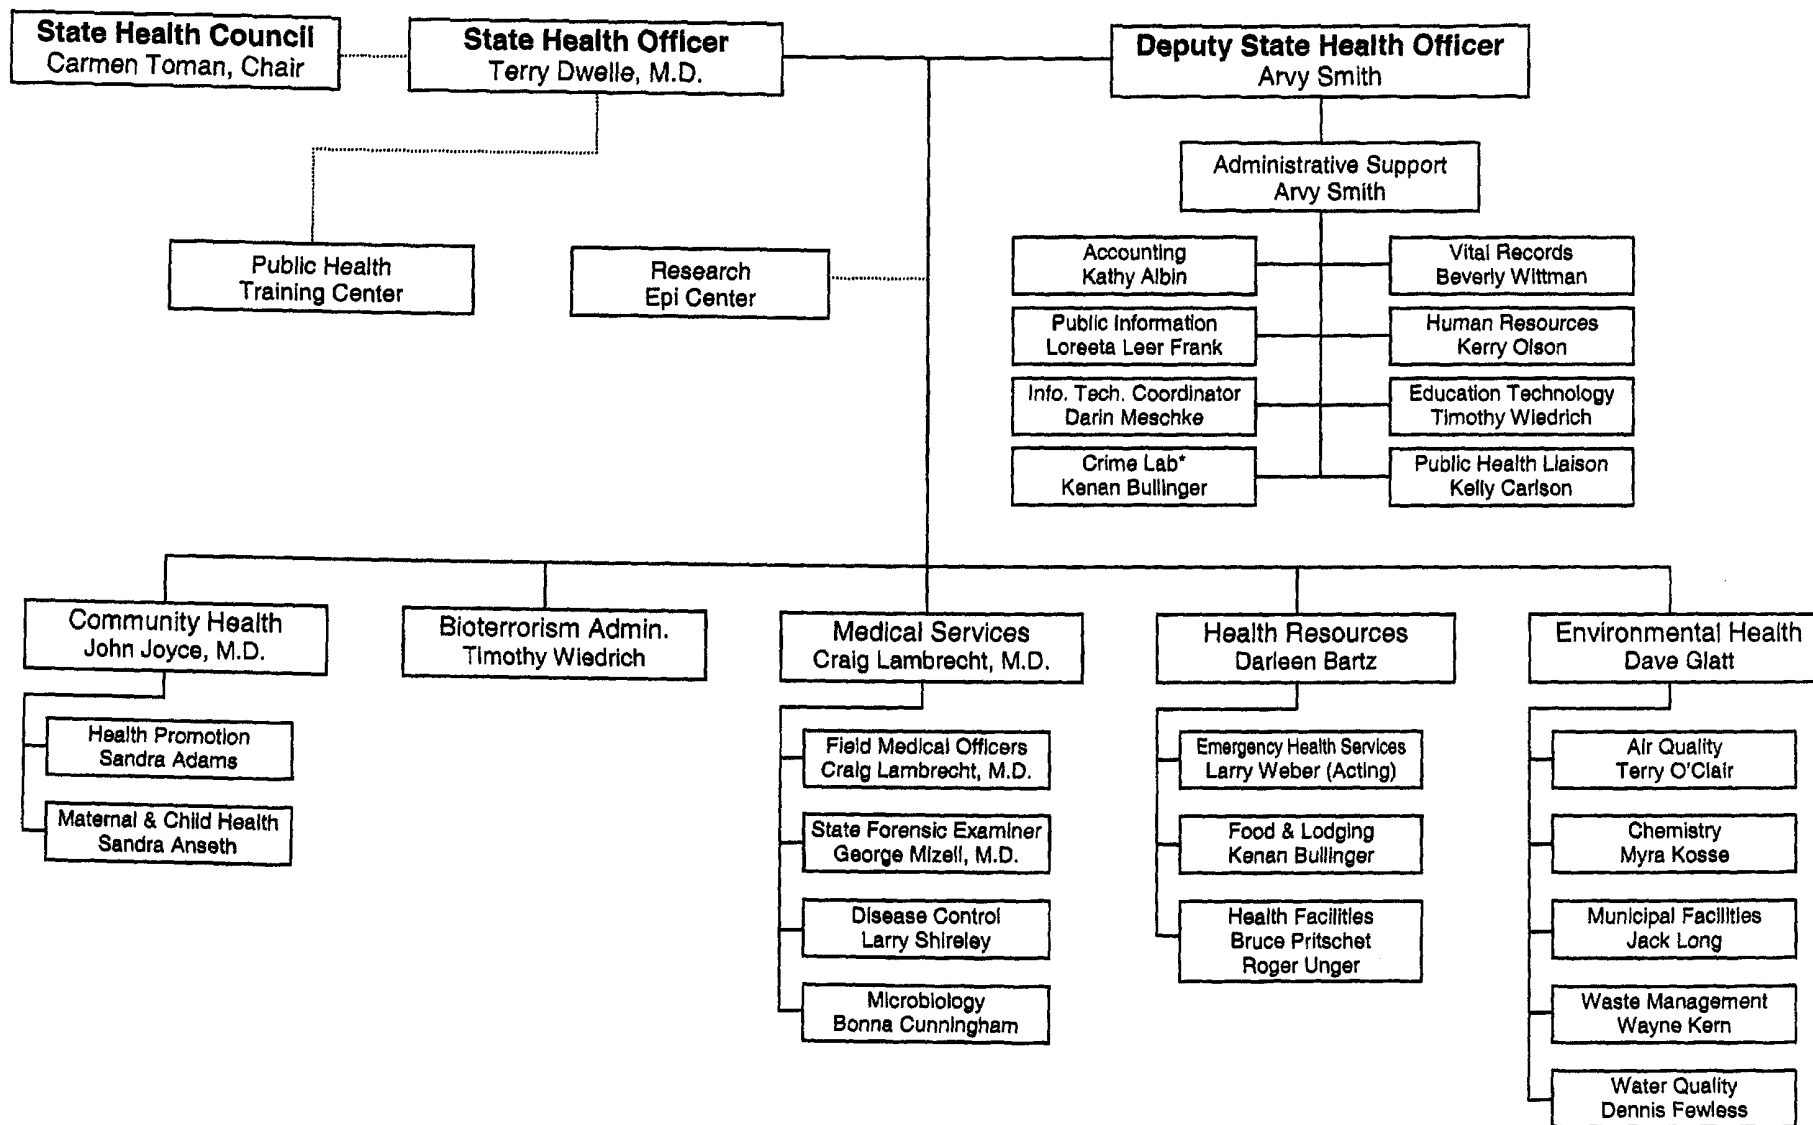 State Health Council
Carmen Toman, Chair
State Health Officer
Terry Dwelle, M.D.
Deputy State Health Officer
Arvy Smith
Administrative Support
Arvy Smith
Public Health
Training Center
Research
Epi Center
Accounting
Kathy Albin
Vital Records
Beverly Wittman
Public Information
Loreeta Leer Frank
Human Resources
Kerry Olson
Info. Tech. Coordinator
Darin Meschke
Education Technology
Timothy Wiedrich
Crime Lab*
Kenan Bullinger
Public Health Liaison
Kelly Carlson
Community Health
John Joyce, M.D.
Health Promotion
Sandra Adams
Maternal & Child Health
Sandra Anseth
Bioterrorism Admin.
Timothy Wiedrich
Medical Services
Craig Lambrecht, M.D.
Field Medical Officers
Craig Lambrecht, M.D.
State Forensic Examiner
George Mizell, M.D.
Disease Control
Larry Shireley
Microbiology
Bonna Cunningham
Health Resources
Darleen Bartz
Emergency Health Services
Larry Weber (Acting)
Food & Lodging
Kenan Bullinger
Health Facilities
Bruce Pritschet
Roger Unger
Environmental Health
Dave Glatt
Air Quality
Terry O'Clair
Chemistry
Myra Kosse
Municipal Facilities
Jack Long
Waste Management
Wayne Kern
Water Quality
Dennis Fewless